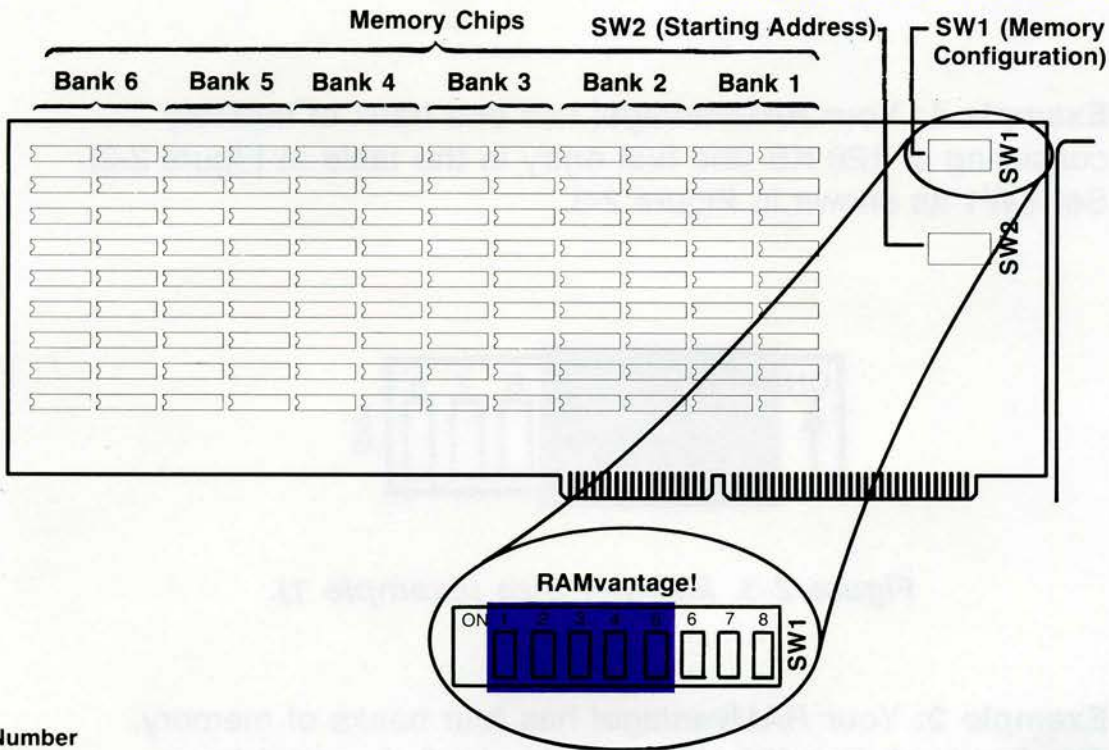 Memory Chips
SW2 (Starting Address)
SW1 (Memory
Configuration)
Bank 6 Bank 5 Bank 4 Bank 3 Bank 2 Bank 1
SW1
SW2
RAMvantage!
ON 1 2 3 4 5 6 7 8
SW1
Number